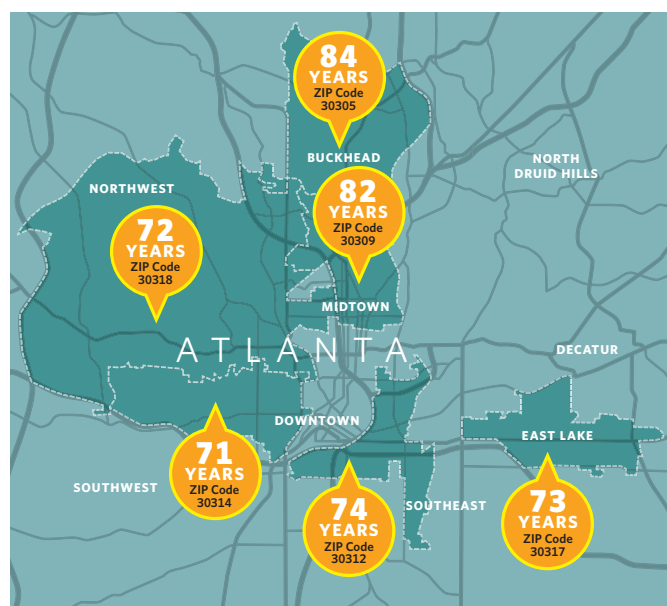 84
YEARS
ZIP Code
30305
BUCKHEAD
NORTH
DRUID HILLS
NORTHWEST
82
YEARS
ZIP Code
30309
72
YEARS
ZIP Code
30318
MIDTOWN
ATLANTA
DECATUR
DOWNTOWN
EAST LAKE
71
YEARS
ZIP Code
30314
SOUTHWEST
74
YEARS
ZIP Code
30312
SOUTHEAST
73
YEARS
ZIP Code
30317